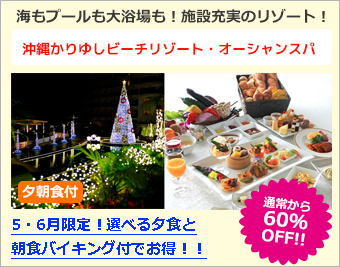 海もプールも大浴場も！施設充実のリゾート！
沖縄かりゆしビーチリゾート・オーシャンスパ
夕朝食付
5・6月限定！選べる夕食と
朝食バイキング付でお得！！
通常から
60%
OFF!!